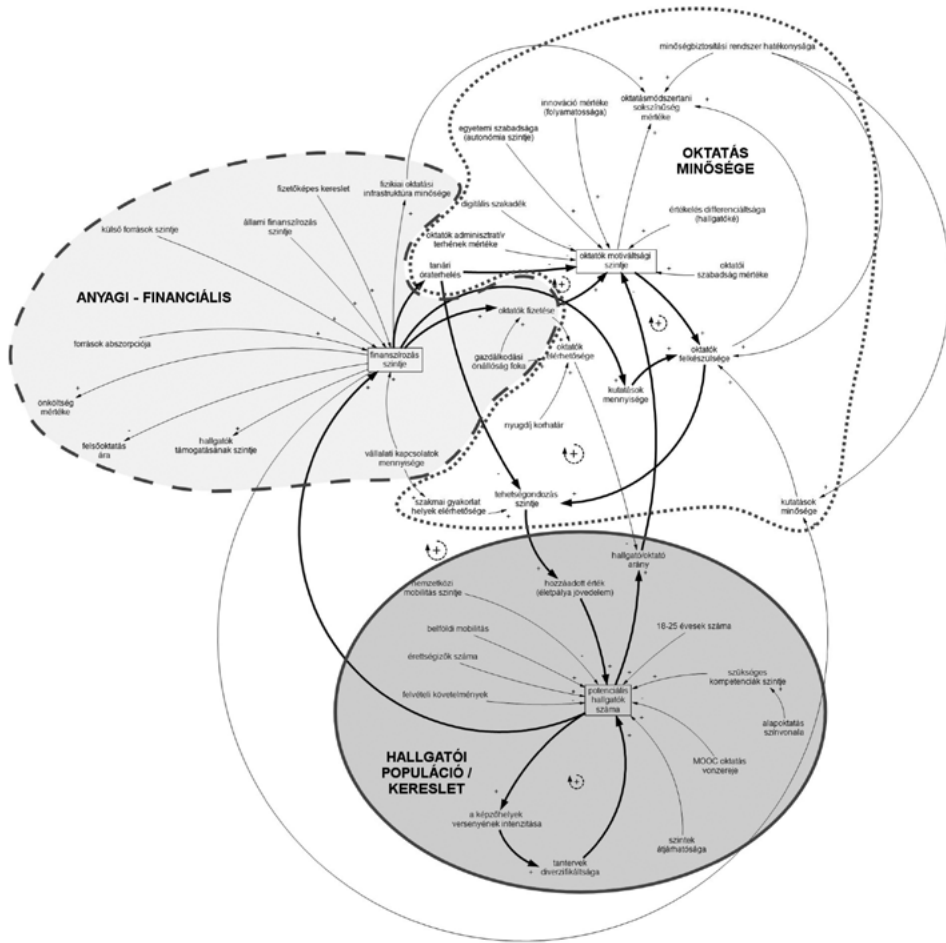 minőségbiztosítási rendszer hatékonysága
oktatásmódszertani
sokszínűség
mértéke
innováció mértéke
(folyamatossága)
egyetemi szabadsága
(autonómia szintje)
OKTATÁS
MINŐSÉGE
fizetőképes kereslet
fizikai oktatási
infrastruktúra minősége
digitális szakadék
értékelés differenciáltsága
(hallgatóké)
külső források szintje
állami finanszírozás
szintje
oktatók adminisztratív
terhének mértéke
oktatók motiváltsági
szintje
tanári
óraterhelés
oktatói
szabadság mértéke
ANYAGI - FINANCIÁLIS
oktatók fizetése
források abszorpciója
finanszírozás
szintje
gazdálkodási
önállóság foka
oktatók
elérhetősége
oktatók
felkészültsége
önköltség
mértéke
kutatások
mennyisége
nyugdíj korhatár
felsőoktatás
ára
hallgatók
támogatásának szintje
vállalati kapcsolatok
mennyisége
szakmai gyakorlat
helyek elérhetősége
tehetségondozás
szintje
kutatások
minősége
hallgató/oktató
arány
nemzetközi
mobilitás szintje
hozzáadott érték
(életpálya jövedelem)
belföldi mobilitás
18-25 évesek száma
érettségizők száma
szükséges
kompetenciák szintje
felvételi követelmények
potenciális
hallgatók
száma
alapoktatás
színvonala
HALLGATÓI
POPULÁCIÓ /
KERESLET
MOOC oktatás
vonzereje
a képzőhelyek
versenyének intenzitása
szintek
átjárhatósága
tantervek
diverzifikáltsága